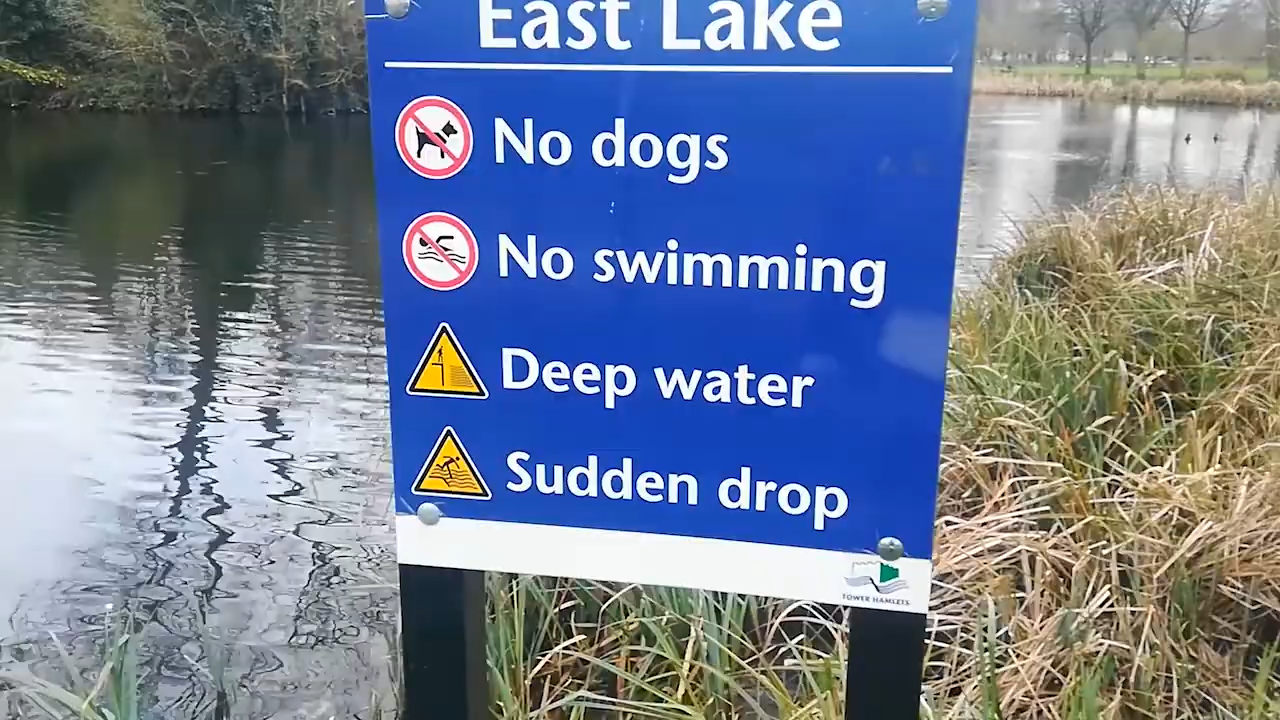 East Lake
No dogs
No swimming
Deep water
Sudden drop
TOWER HAMLETS